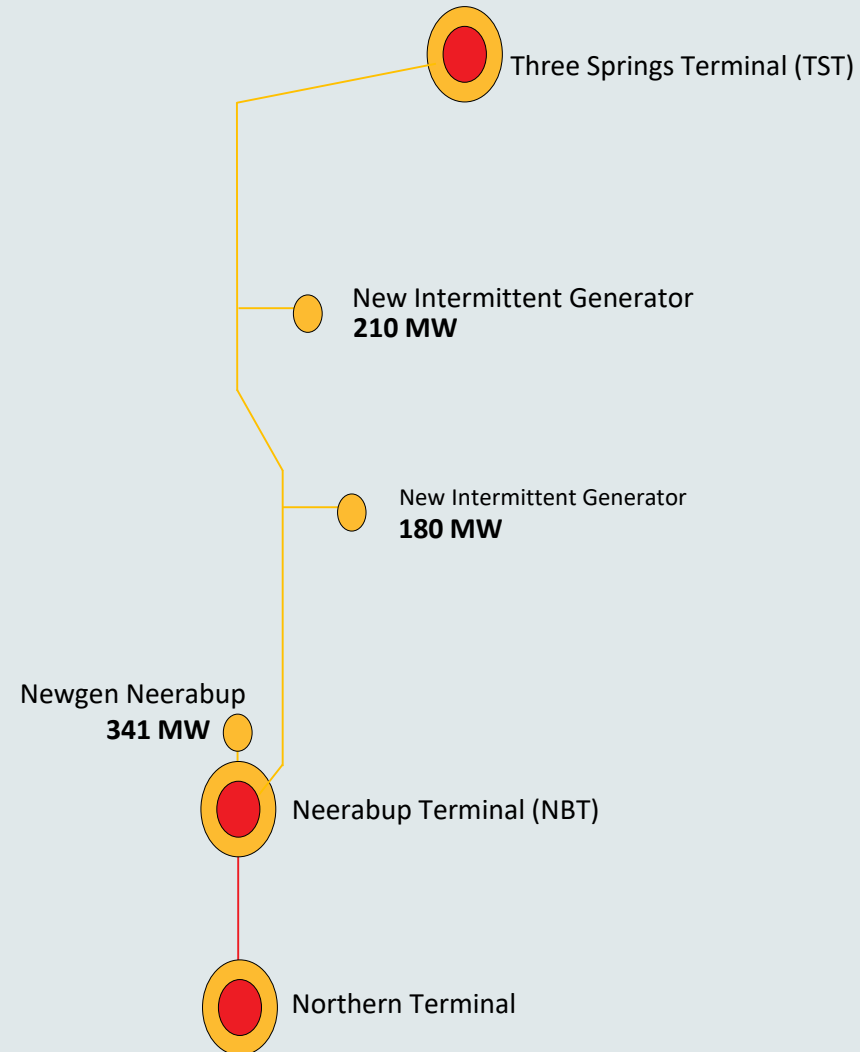 Three Springs Terminal (TST)
New Intermittent Generator
210 MW
New Intermittent Generator
180 MW
Newgen Neerabup
341 MW
Neerabup Terminal (NBT)
Northern Terminal